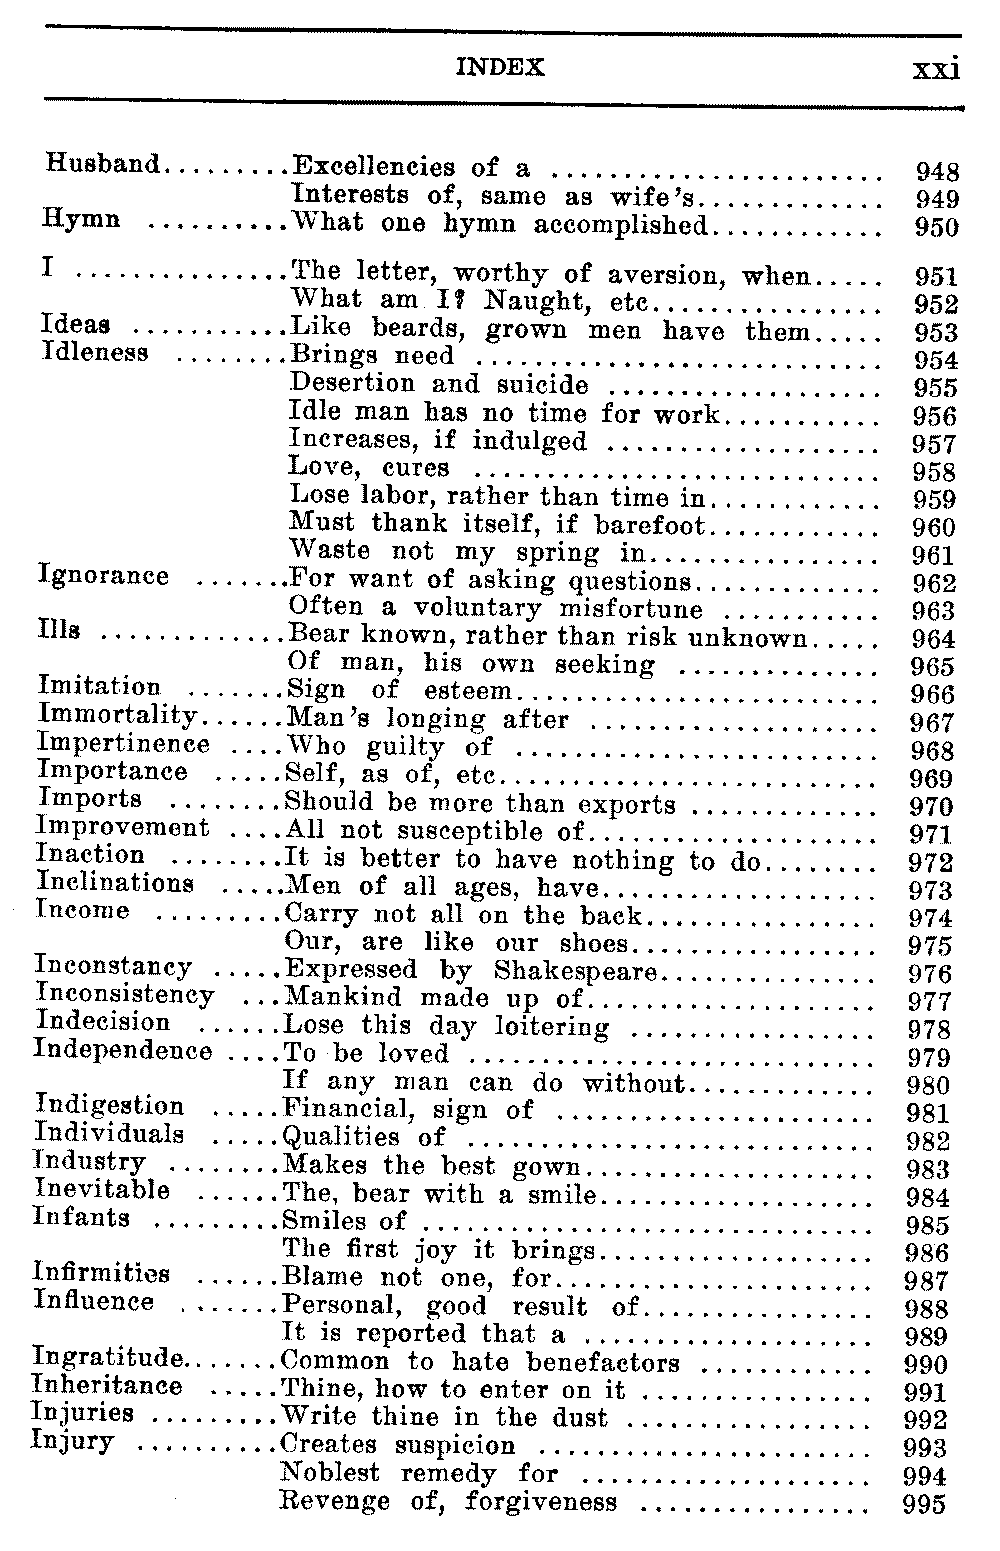 INDEX xxi
Husband.........Excellencies of a ....................... 948
Interests of, same as wife's............. 949
Hymn ..........What one hymn accomplished............ 950
I ...............The letter, worthy of aversion, when..... 951
What am I? Naught, etc................ 952
Ideas ...........Like beards, grown men have them..... 953
Idleness ........Brings need ............................ 954
Desertion and suicide ................... 955
Idle man has no time for work........... 956
Increases, if indulged ................... 957
Love, cures ............................ 958
Lose labor, rather than time in............ 959
Must thank itself, if barefoot............ 960
Waste not my spring in................ 961
Ignorance .......For want of asking questions............. 962
Often a voluntary misfortune ........... 963
Ills .............Bear known, rather than risk unknown..... 964
Of man, his own seeking .............. 965
Imitation .......Sign of esteem......................... 966
Immortality......Man's longing after .................... 967
Impertinence ....Who guilty of ......................... 968
Importance .....Self, as of, etc.......................... 969
Imports ........Should be more than exports ............. 970
Improvement ....All not susceptible of.................... 971
Inaction ........It is better to have nothing to do........ 972
Inclinations .....Men of all ages, have................... 973
Income .........Carry not all on the back................ 974
Our, are like our shoes................. 975
Inconstancy .....Expressed by Shakespeare............... 976
Inconsistency ...Mankind made up of.................... 977
Indecision ......Lose this day loitering ................. 978
Independence ....To be loved ............................ 979
If any man can do without............. 980
Indigestion .....Financial, sign of ...................... 981
Individuals .....Qualities of ............................ 982
Industry ........Makes the best gown.................... 983
Inevitable ......The, bear with a smile................... 984
Infants .........Smiles of ............................... 985
The first joy it brings................... 986
Infirmities ......Blame not one, for...................... 987
Influence .......Personal, good result of................ 988
It is reported that a .................... 989
Ingratitude.......Common to hate benefactors ............ 990
Inheritance .....Thine, how to enter on it ................ 991
Injuries .........Write thine in the dust ................. 992
Injury ..........Creates suspicion ....................... 993
Noblest remedy for .................... 994
Revenge of, forgiveness ................ 995